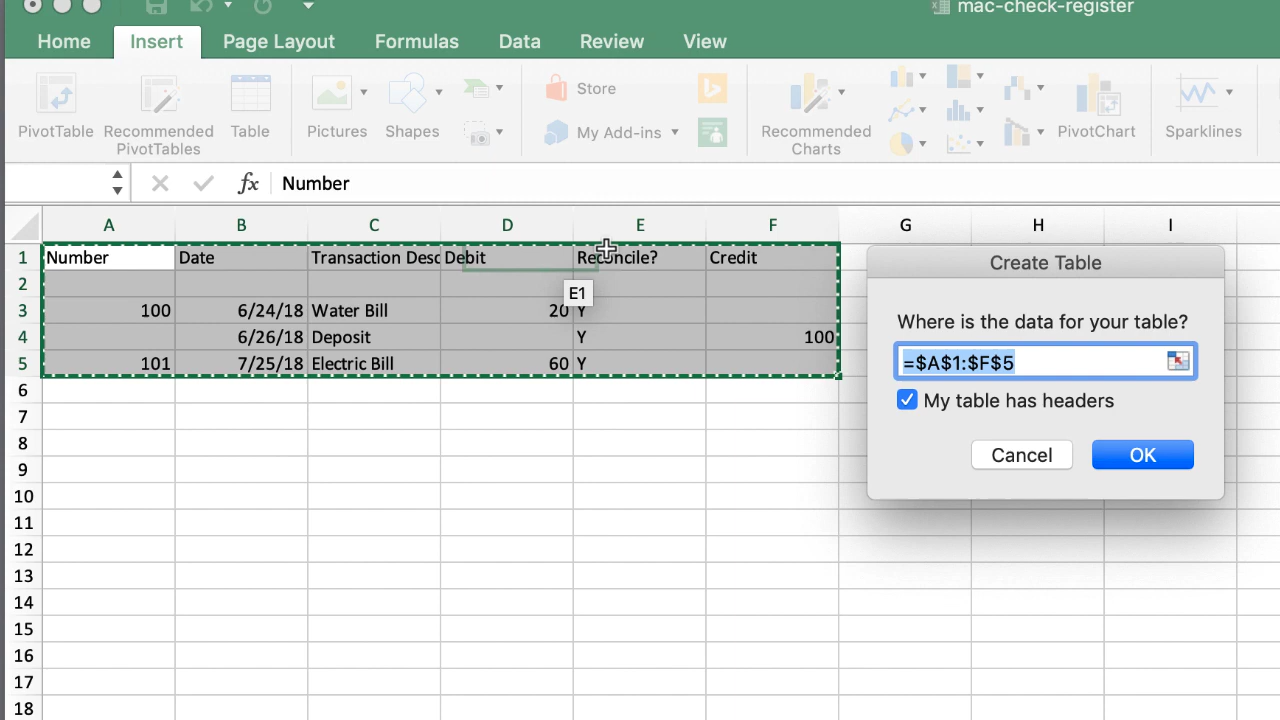 mac-check-register
Home Insert Page Layout Formulas Data Review View
PivotTable Recommended PivotTables Table Pictures Shapes Store My Add-ins Recommended Charts PivotChart Sparklines
fx Number
A B C D E F G H I
1 Number Date Transaction Desc Debit Reconcile? Credit
2
E1
3 100 6/24/18 Water Bill 20 Y
4 6/26/18 Deposit Y 100
5 101 7/25/18 Electric Bill 60 Y
6
7
8
9
10
11
12
13
14
15
16
17
18
Create Table
Where is the data for your table?
=$A$1:$F$5
My table has headers
Cancel OK